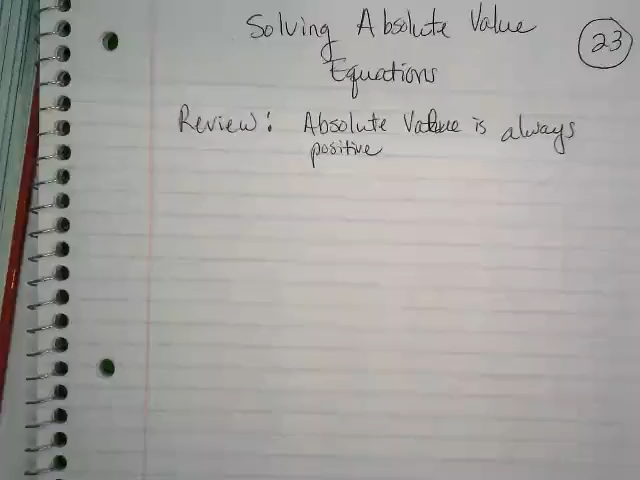 Solving Absolute Value
23
Equations
Review: Absolute Value is always
positive